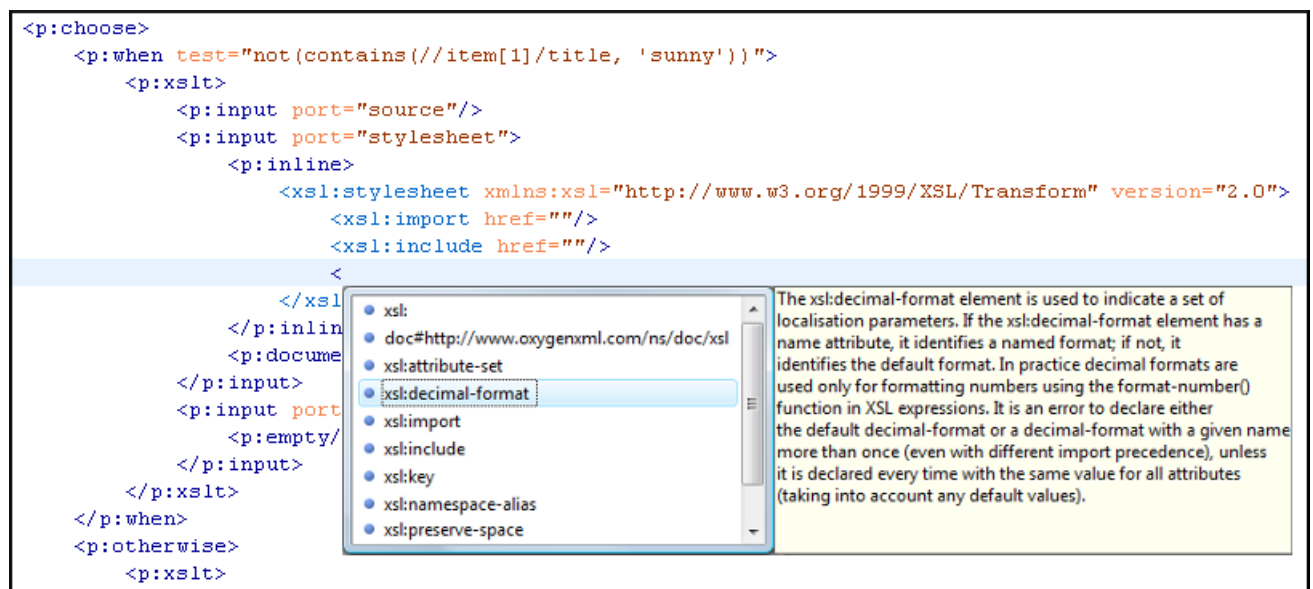 <p:choose>
<p:when test="not(contains(//item[1]/title, 'sunny'))">
<p:xslt>
<p:input port="source"/>
<p:input port="stylesheet">
<p:inline>
<xsl:stylesheet xmlns:xsl="http://www.w3.org/1999/XSL/Transform" version="2.0">
<xsl:import href=""/>
<xsl:include href=""/>
<
</xsl
</p:inlin
<p:docume
</p:input>
<p:input port
<p:empty/
</p:input>
</p:xslt>
</p:when>
<p:otherwise>
<p:xslt>
xsl:
doc#http://www.oxygenxml.com/ns/doc/xsl
xsl:attribute-set
xsl:decimal-format
xsl:import
xsl:include
xsl:key
xsl:namespace-alias
xsl:preserve-space
The xsl:decimal-format element is used to indicate a set of
localisation parameters. If the xsl:decimal-format element has a
name attribute, it identifies a named format; if not, it
identifies the default format. In practice decimal formats are
used only for formatting numbers using the format-number()
function in XSL expressions. It is an error to declare either
the default decimal-format or a decimal-format with a given name
more than once (even with different import precedence), unless
it is declared every time with the same value for all attributes
(taking into account any default values).